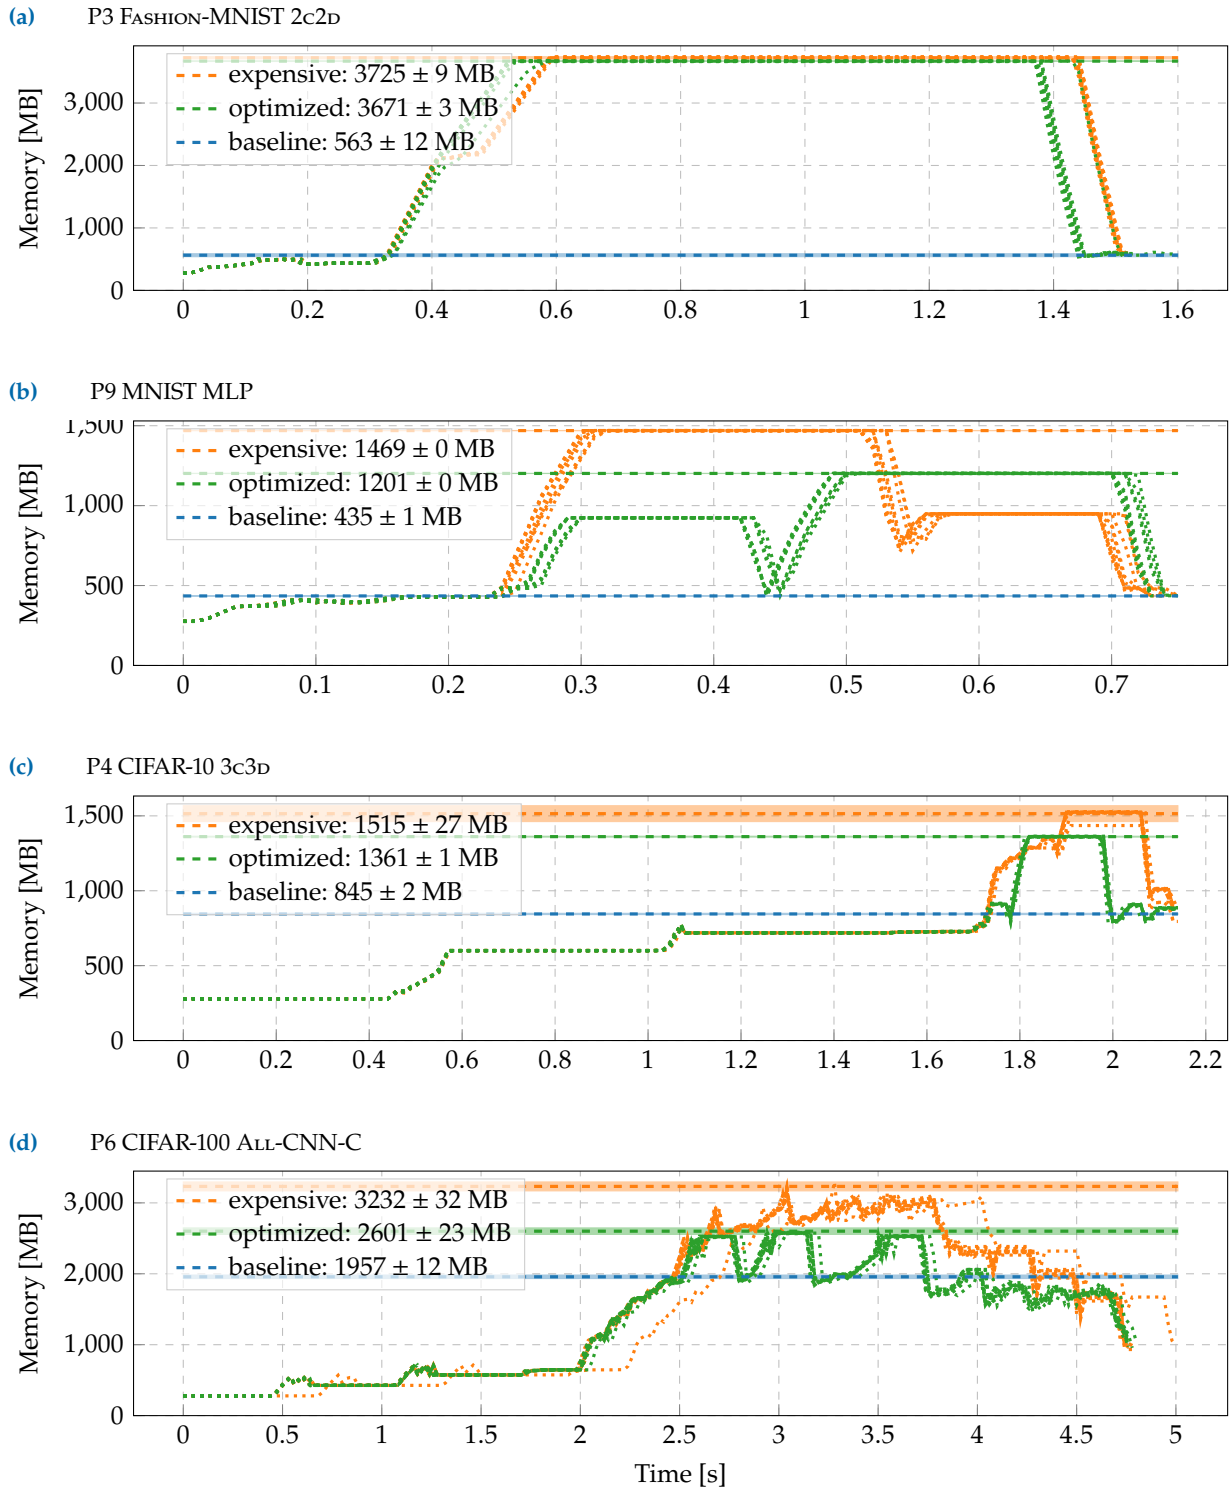 (a) P3 Fashion-MNIST 2c2d
expensive: 3725 ± 9 MB
optimized: 3671 ± 3 MB
baseline: 563 ± 12 MB
Memory [MB]
3,000
2,000
1,000
0
0 0.2 0.4 0.6 0.8 1 1.2 1.4 1.6
(b) P9 MNIST MLP
expensive: 1469 ± 0 MB
optimized: 1201 ± 0 MB
baseline: 435 ± 1 MB
Memory [MB]
1,500
1,000
500
0
0 0.1 0.2 0.3 0.4 0.5 0.6 0.7
(c) P4 CIFAR-10 3c3d
expensive: 1515 ± 27 MB
optimized: 1361 ± 1 MB
baseline: 845 ± 2 MB
Memory [MB]
1,500
1,000
500
0
0 0.2 0.4 0.6 0.8 1 1.2 1.4 1.6 1.8 2 2.2
(d) P6 CIFAR-100 All-CNN-C
expensive: 3232 ± 32 MB
optimized: 2601 ± 23 MB
baseline: 1957 ± 12 MB
Memory [MB]
3,000
2,000
1,000
0
0 0.5 1 1.5 2 2.5 3 3.5 4 4.5 5
Time [s]